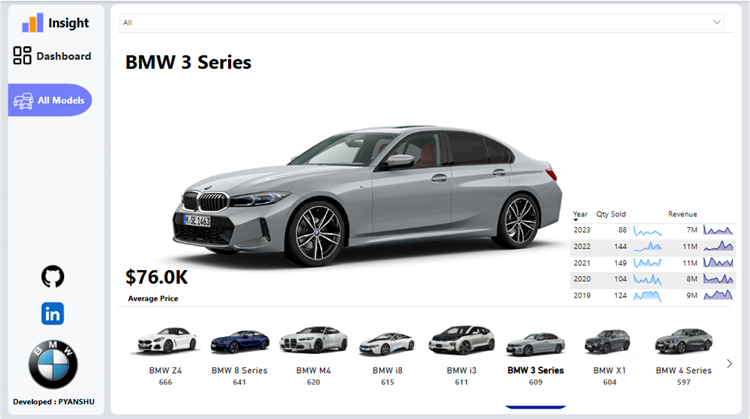 Insight
Dashboard
All Models
Developed : PYANSHU
All
BMW 3 Series
$76.0K
Average Price
Year Qty Sold Revenue
2023 88 7M
2022 144 11M
2021 149 11M
2020 104 8M
2019 124 9M
BMW Z4 BMW 8 Series BMW M4 BMW i8 BMW i3 BMW 3 Series BMW X1 BMW 4 Series
666 641 620 615 611 609 604 597
in
BMW